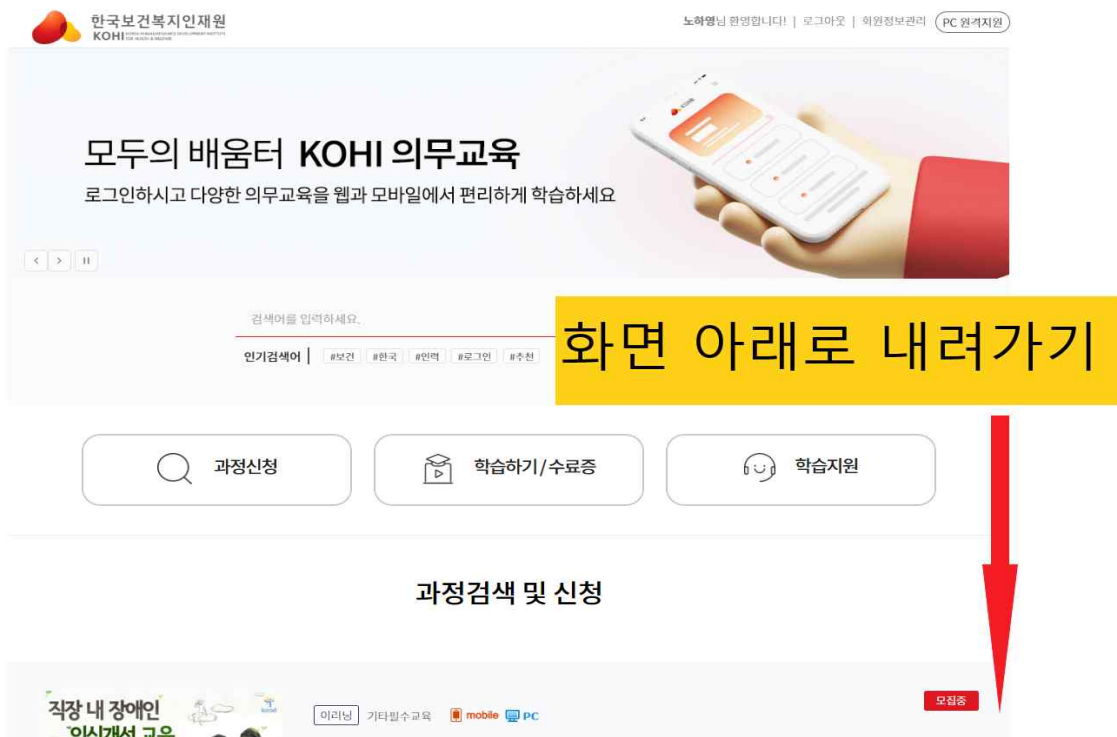 한국보건복지인재원
KOHI
노하영님 환영합니다! | 로그아웃 | 회원정보관리 PC 원격지원
모두의 배움터 KOHI 의무교육
로그인하시고 다양한 의무교육을 웹과 모바일에서 편리하게 학습하세요
검색어를 입력하세요.
인기검색어 | #보건 #한국 #인력 #로그인 #추천
화면 아래로 내려가기
과정신청
학습하기/수료증
학습지원
과정검색 및 신청
모집중
직장 내 장애인
인식개선 교육
이러닝 기타필수교육 mobile PC